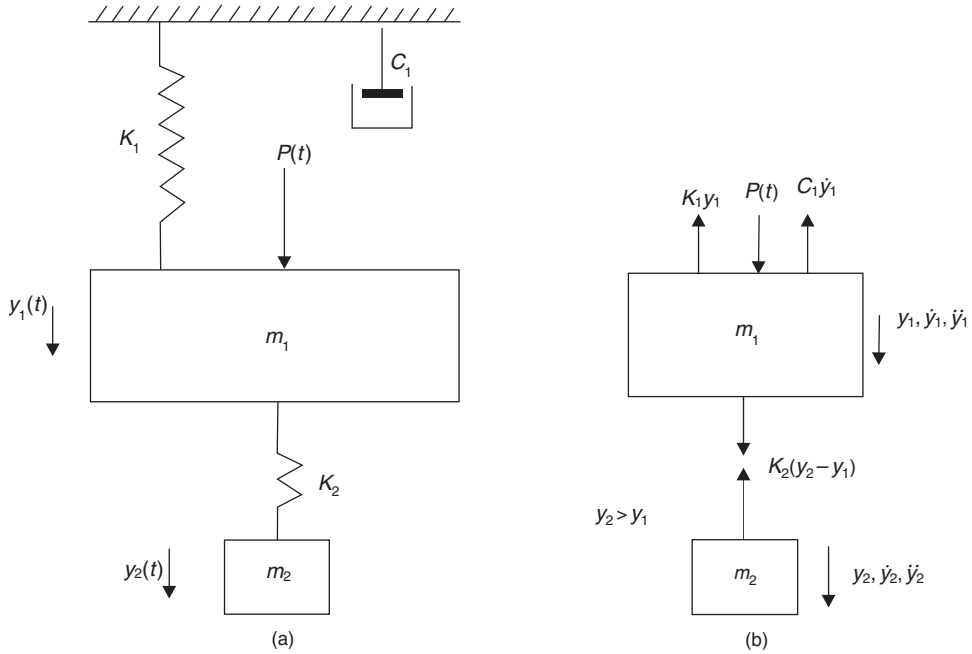 C₁
K₁
P(t)
y₁(t)
m₁
K₂
y₂(t)
m₂
(a)
K₁y₁
P(t)
C₁ẏ₁
m₁
y₁, ẏ₁, ÿ₁
K₂(y₂ – y₁)
y₂ > y₁
m₂
y₂, ẏ₂, ÿ₂
(b)